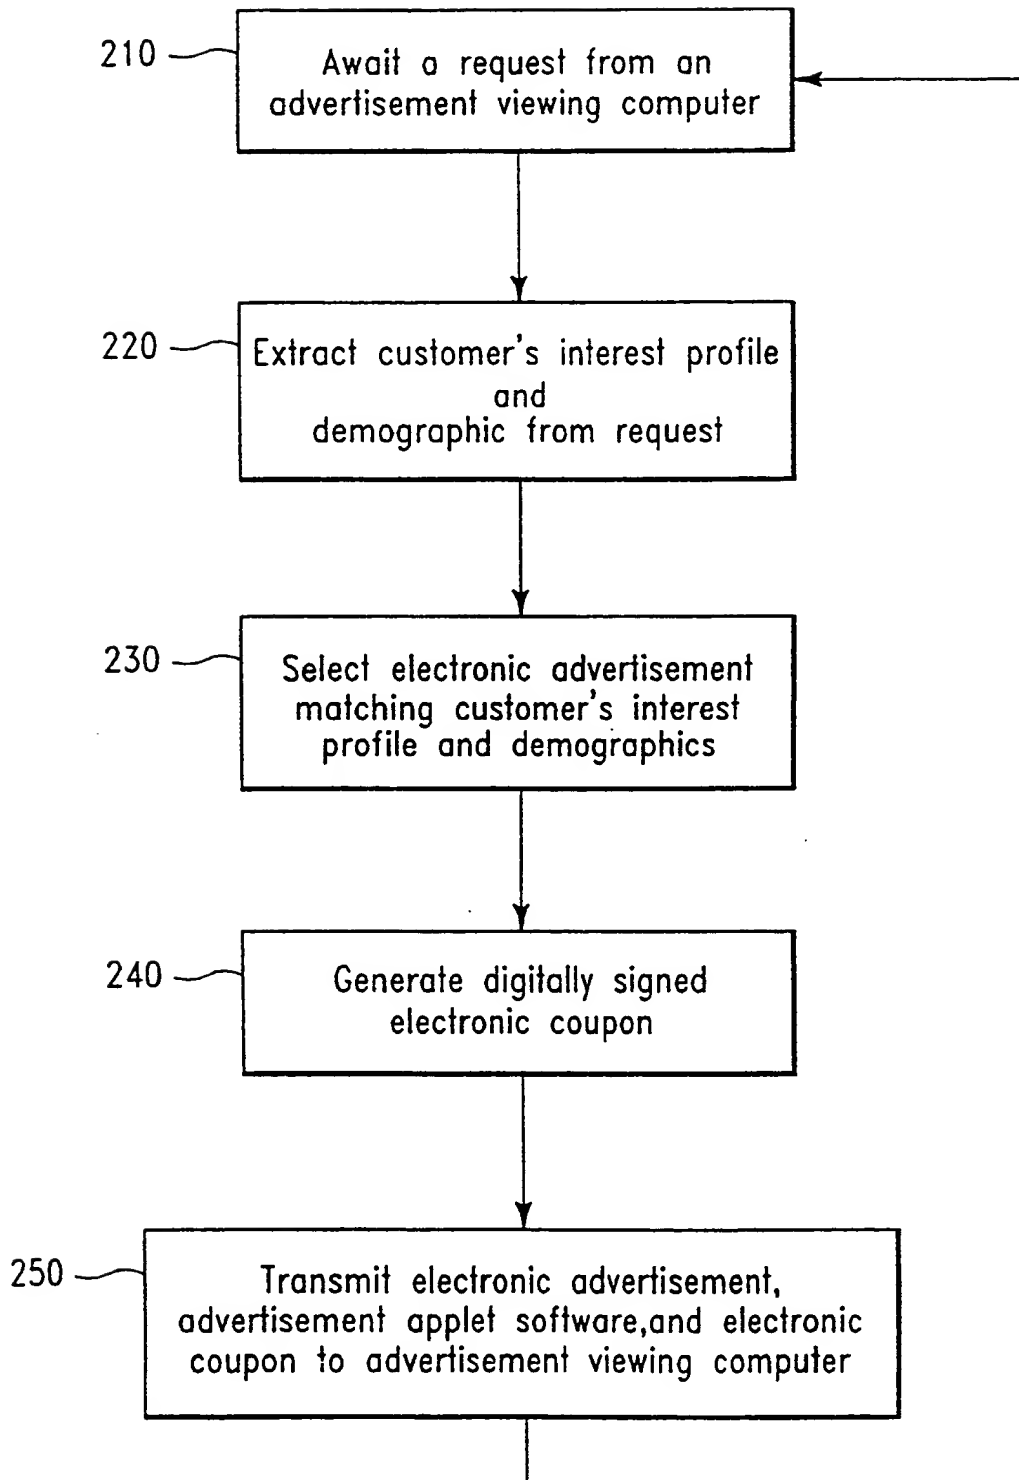 210
Await a request from an
advertisement viewing computer
220
Extract customer's interest profile
and
demographic from request
230
Select electronic advertisement
matching customer's interest
profile and demographics
240
Generate digitally signed
electronic coupon
250
Transmit electronic advertisement,
advertisement applet software,and electronic
coupon to advertisement viewing computer